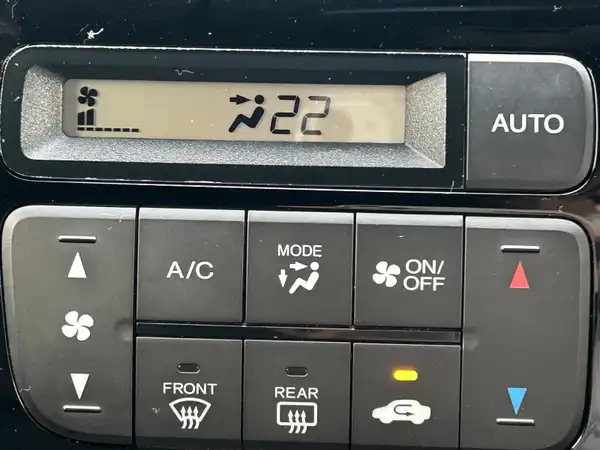 22
AUTO
A/C
MODE
ON/
OFF
FRONT
REAR